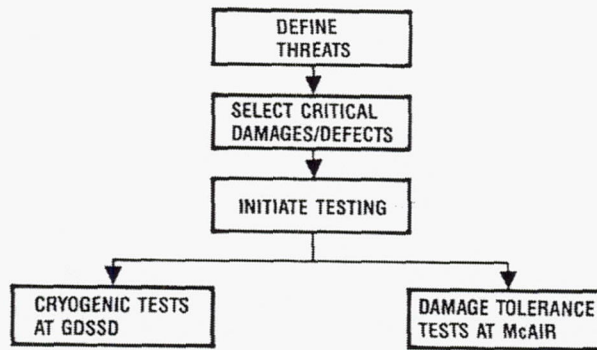 DEFINE
THREATS
SELECT CRITICAL
DAMAGES/DEFECTS
INITIATE TESTING
CRYOGENIC TESTS
AT GDSSD
DAMAGE TOLERANCE
TESTS AT McAIR